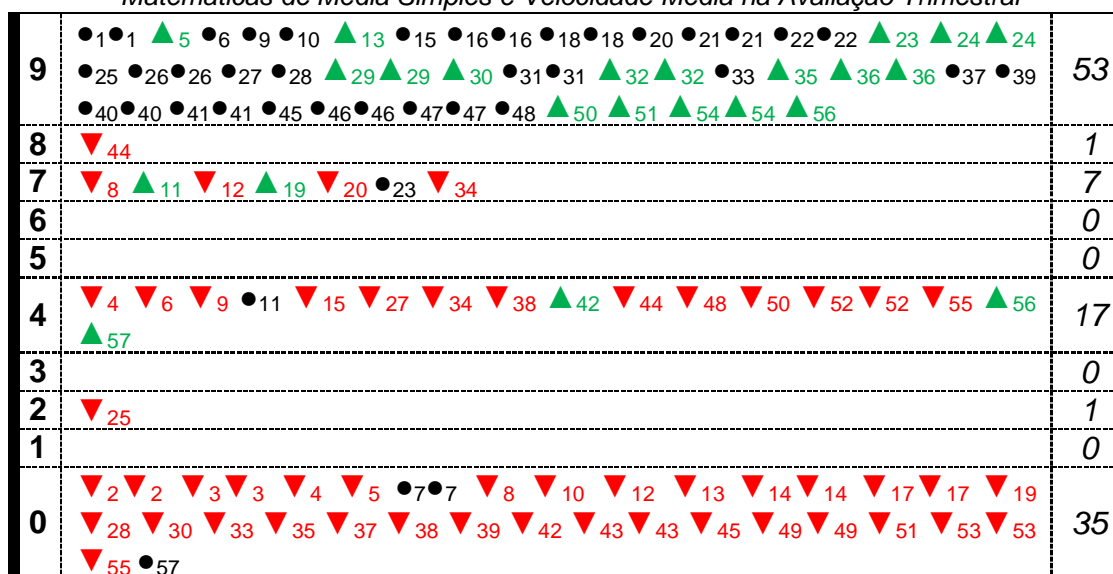 Matemáticas de Média Simples e Velocidade Média na Avaliação Trimestral
●1●1 ▲5 ●6 ●9 ●10 ▲13 ●15 ●16●16 ●18●18 ●20 ●21●21 ●22●22 ▲23 ▲24▲24
9 ●25 ●26●26 ●27 ●28 ▲29▲29 ▲30 ●31●31 ▲32▲32 ●33 ▲35 ▲36▲36 ●37 ●39 53
●40●40 ●41●41 ●45 ●46●46 ●47●47 ●48 ▲50 ▲51 ▲54▲54 ▲56
8 ▼44 1
7 ▼8 ▲11 ▼12 ▲19 ▼20 ●23 ▼34 7
6 0
5 0
4 ▼4 ▼6 ▼9 ●11 ▼15 ▼27 ▼34 ▼38 ▲42 ▼44 ▼48 ▼50 ▼52▼52 ▼55 ▲56 17
▲57
3 0
2 ▼25 1
1 0
▼2▼2 ▼3▼3 ▼4 ▼5 ●7●7 ▼8 ▼10 ▼12 ▼13 ▼14▼14 ▼17▼17 ▼19
0 ▼28 ▼30 ▼33 ▼35 ▼37 ▼38 ▼39 ▼42 ▼43▼43 ▼45 ▼49▼49 ▼51 ▼53▼53 35
▼55 ●57